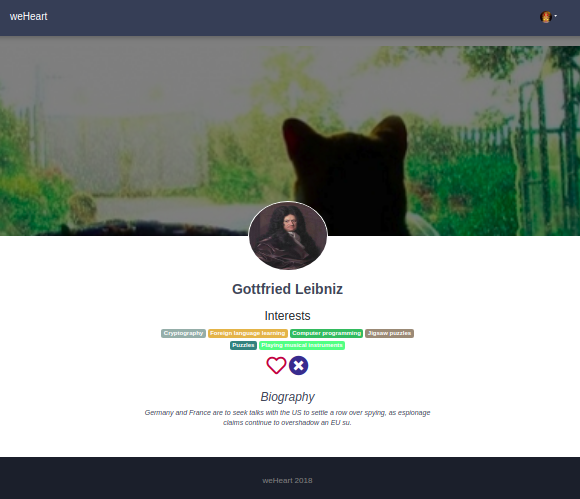 weHeart
Gottfried Leibniz
Interests
Cryptography Foreign language learning Computer programming Jigsaw puzzles
Puzzles Playing musical instruments
Biography
Germany and France are to seek talks with the US to settle a row over spying, as espionage
claims continue to overshadow an EU su.
weHeart 2018